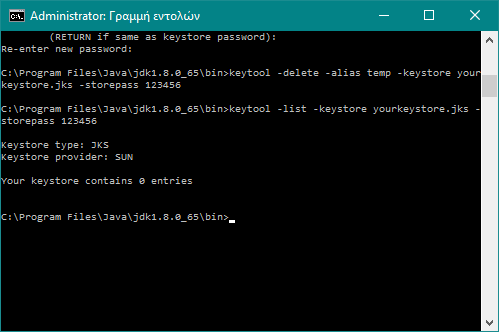 Administrator: Γραμμή εντολών
(RETURN if same as keystore password):
Re-enter new password:
C:\Program Files\Java\jdk1.8.0_65\bin>keytool -delete -alias temp -keystore your
keystore.jks -storepass 123456
C:\Program Files\Java\jdk1.8.0_65\bin>keytool -list -keystore yourkeystore.jks -
storepass 123456
Keystore type: JKS
Keystore provider: SUN
Your keystore contains 0 entries
C:\Program Files\Java\jdk1.8.0_65\bin>